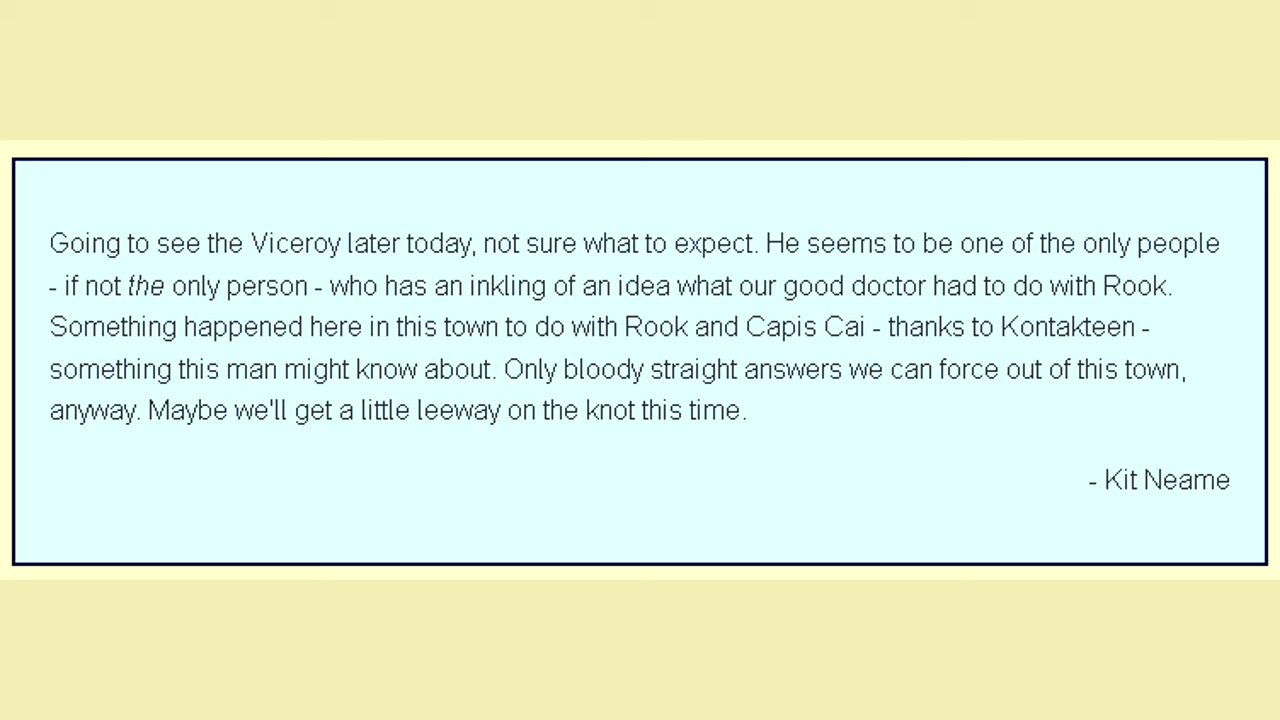 Going to see the Viceroy later today, not sure what to expect. He seems to be one of the only people
- if not the only person - who has an inkling of an idea what our good doctor had to do with Rook.
Something happened here in this town to do with Rook and Capis Cai - thanks to Kontakteen -
something this man might know about. Only bloody straight answers we can force out of this town,
anyway. Maybe we'll get a little leeway on the knot this time.
- Kit Neame